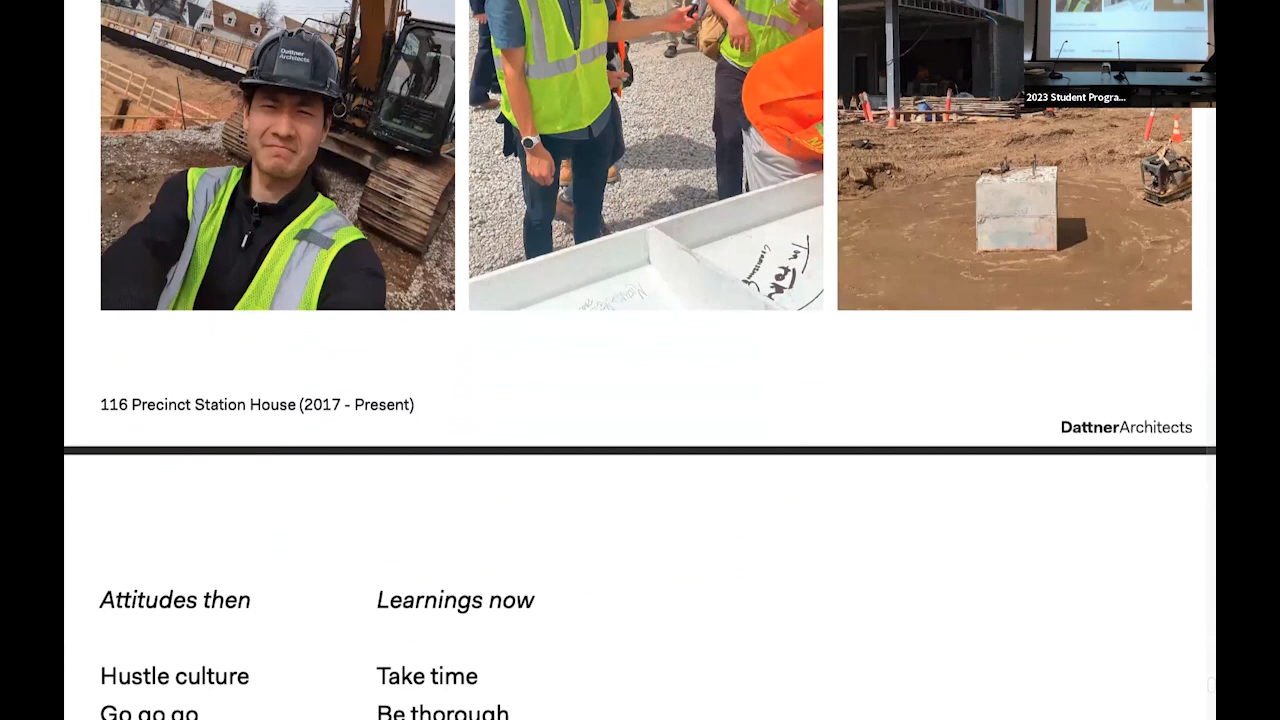 Dattner
Architects
2023 Student Progra...
116 Precinct Station House (2017 - Present)
DattnerArchitects
Attitudes then
Learnings now
Hustle culture
Take time
Go go go
Be thorough